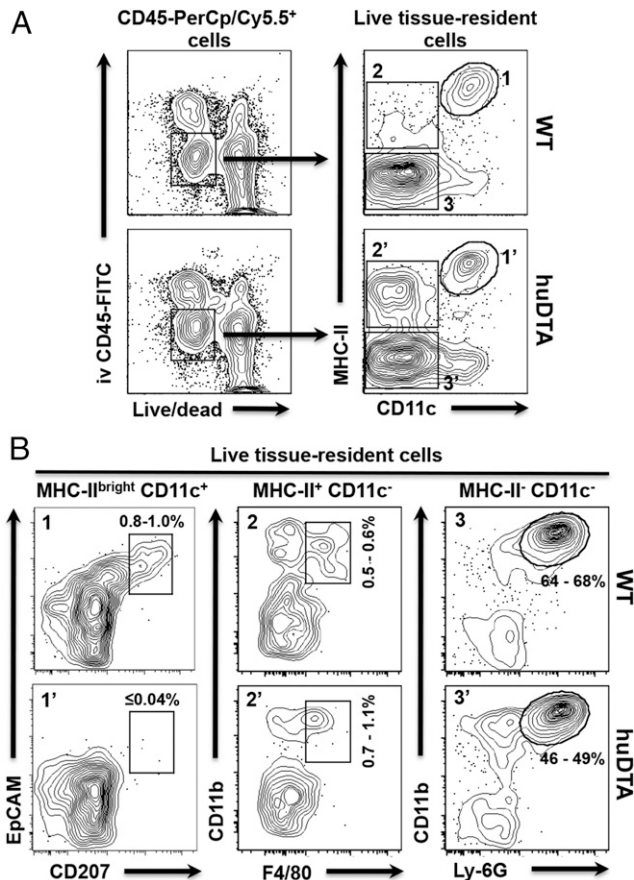 A
CD45-PerCp/Cy5.5+
cells
Live tissue-resident
cells
2
1
3
WT
2'
1'
3'
huDTA
iv CD45-FITC
MHC-II
Live/dead
CD11c
B
Live tissue-resident cells
MHC-IIbright CD11c+
MHC-II+ CD11c-
MHC-II- CD11c-
1
0.8-1.0%
2
0.5 - 0.6%
3
64 - 68%
WT
1'
≤0.04%
2'
0.7 - 1.1%
3'
46 - 49%
huDTA
EpCAM
CD11b
CD11b
CD207
F4/80
Ly-6G